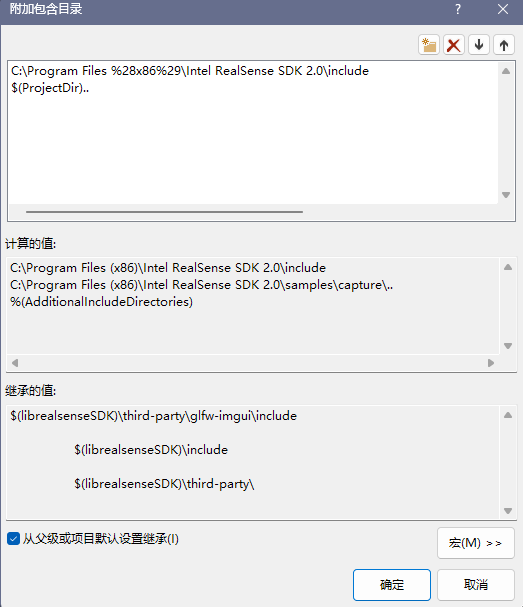 附加包含目录
C:\Program Files %28x86%29\Intel RealSense SDK 2.0\include
$(ProjectDir)..
计算的值:
C:\Program Files (x86)\Intel RealSense SDK 2.0\include
C:\Program Files (x86)\Intel RealSense SDK 2.0\samples\capture\..
%(AdditionalIncludeDirectories)
继承的值:
$(librealsenseSDK)\third-party\glfw-imgui\include
$(librealsenseSDK)\include
$(librealsenseSDK)\third-party\
从父级或项目默认设置继承(I)
宏(M) >>
确定
取消